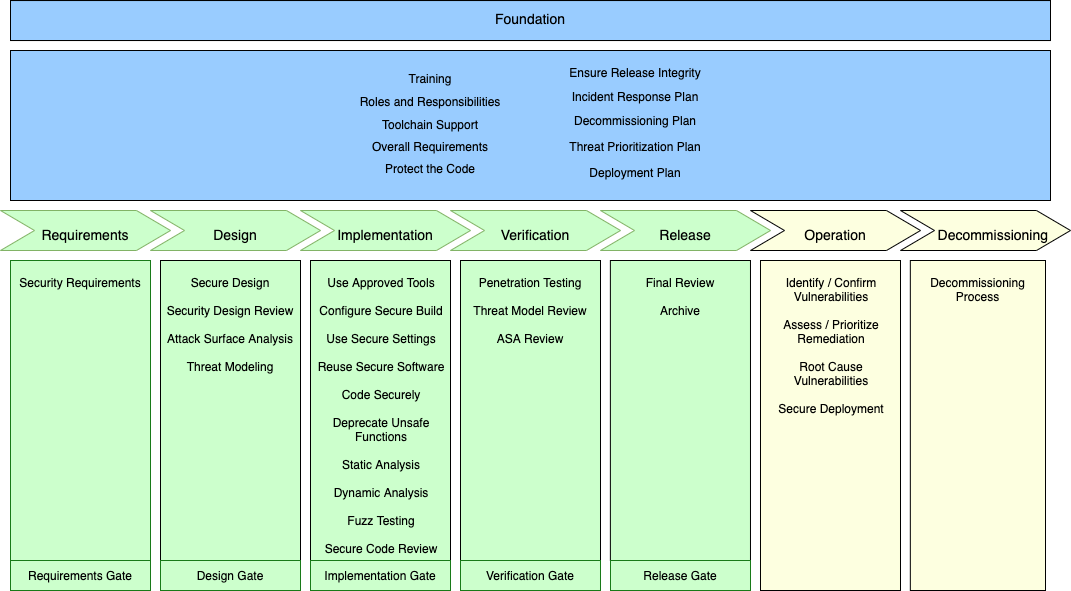 Foundation
Training
Roles and Responsibilities
Toolchain Support
Overall Requirements
Protect the Code
Ensure Release Integrity
Incident Response Plan
Decommissioning Plan
Threat Prioritization Plan
Deployment Plan
Requirements
Design
Implementation
Verification
Release
Operation
Decommissioning
Security Requirements
Requirements Gate
Secure Design
Security Design Review
Attack Surface Analysis
Threat Modeling
Design Gate
Use Approved Tools
Configure Secure Build
Use Secure Settings
Reuse Secure Software
Code Securely
Deprecate Unsafe
Functions
Static Analysis
Dynamic Analysis
Fuzz Testing
Secure Code Review
Implementation Gate
Penetration Testing
Threat Model Review
ASA Review
Verification Gate
Final Review
Archive
Release Gate
Identify / Confirm
Vulnerabilities
Assess / Prioritize
Remediation
Root Cause
Vulnerabilities
Secure Deployment
Decommissioning
Process